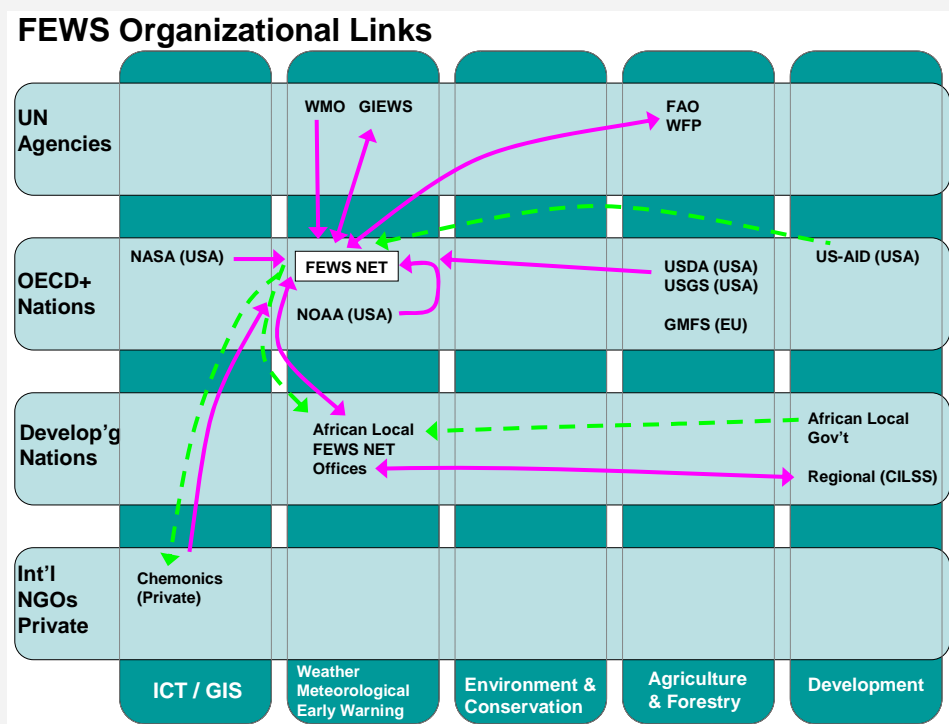 FEWS Organizational Links
UN
Agencies
WMO GIEWS
FAO
WFP
OECD+
Nations
NASA (USA)
FEWS NET
NOAA (USA)
USDA (USA)
USGS (USA)
GMFS (EU)
US-AID (USA)
Develop'g
Nations
African Local
FEWS NET
Offices
African Local
Gov't
Regional (CILSS)
Int'l
NGOs
Private
Chemonics
(Private)
ICT / GIS
Weather
Meteorological
Early Warning
Environment &
Conservation
Agriculture
& Forestry
Development